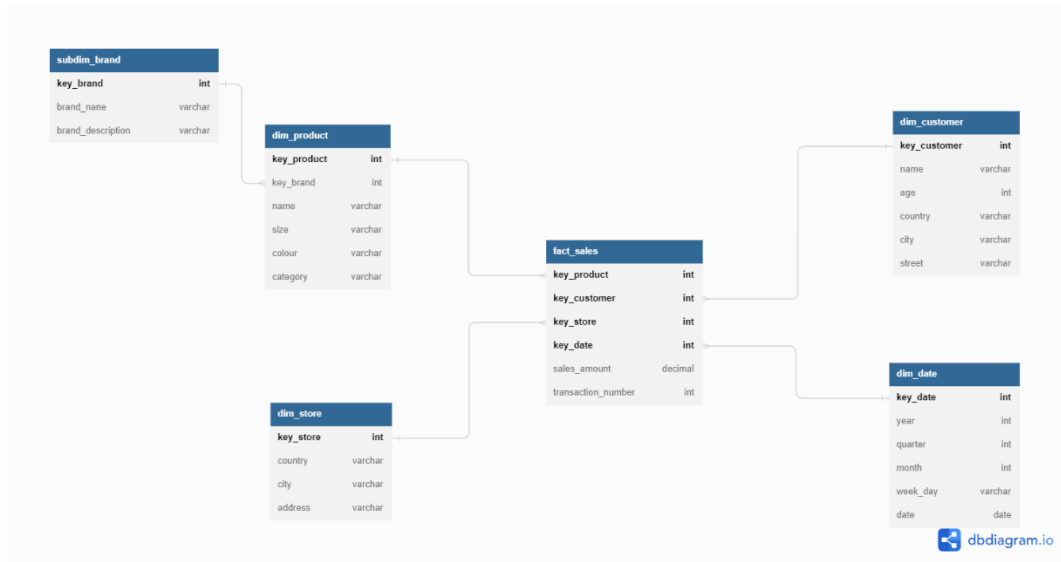 subdim_brand
key_brand int
brand_nane varchar
brand_description varchar
dim_product
key_product int
key_brand int
name varchar
size varchar
colour varchar
category varchar
dim_store
key_store int
country varchar
city varchar
address varchar
fact_sales
key_product int
key_customer int
key_store int
key_date int
sales_amount decimal
transaction_number int
dim_customer
key_customer int
name varchar
age int
country varchar
city varchar
street varchar
dim_date
key_date int
year int
quarter int
month int
week_day varchar
date date
dbdiagram.io